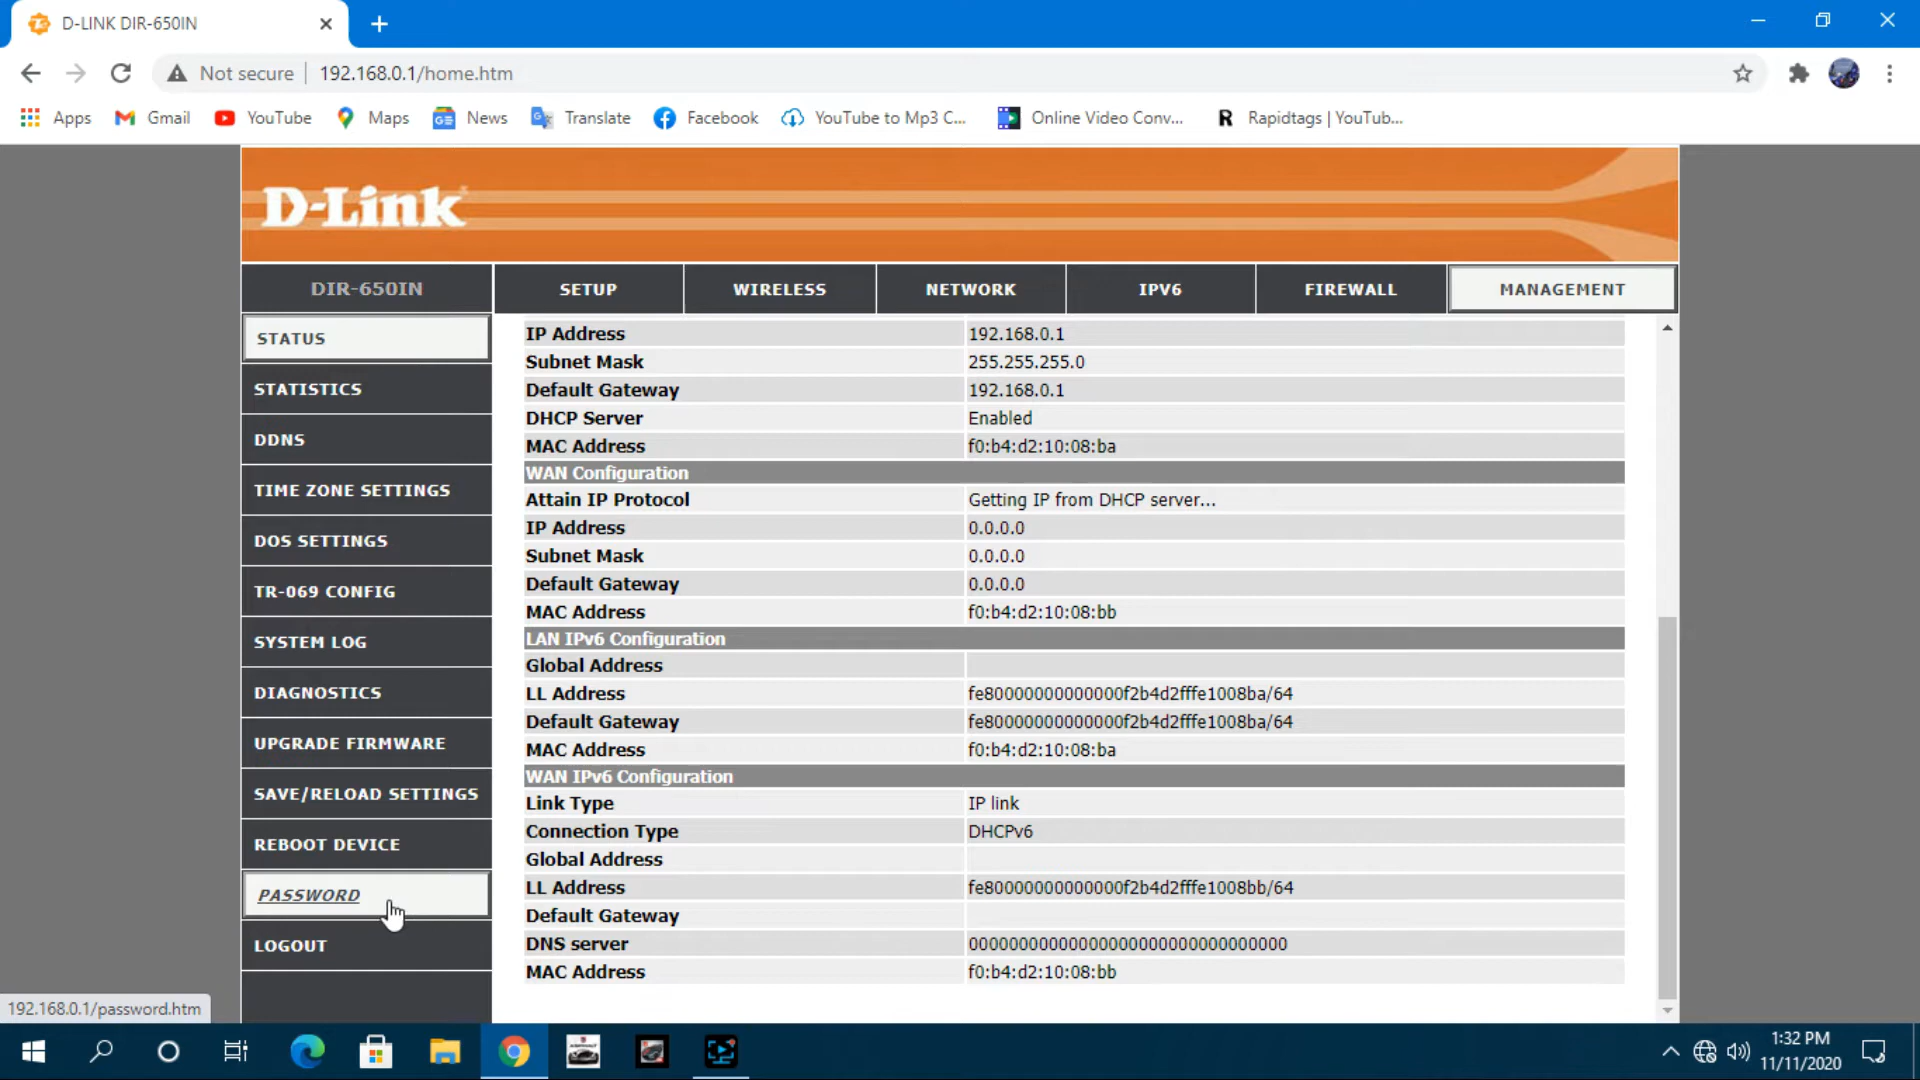 D-LINK DIR-650IN
Not secure 192.168.0.1/home.htm
Apps Gmail YouTube Maps News Translate Facebook YouTube to Mp3 C... Online Video Conv... R Rapidtags | YouTub...
D-Link
DIR-650IN SETUP WIRELESS NETWORK IPV6 FIREWALL MANAGEMENT
STATUS
STATISTICS
DDNS
TIME ZONE SETTINGS
DOS SETTINGS
TR-069 CONFIG
SYSTEM LOG
DIAGNOSTICS
UPGRADE FIRMWARE
SAVE/RELOAD SETTINGS
REBOOT DEVICE
PASSWORD
LOGOUT
IP Address 192.168.0.1
Subnet Mask 255.255.255.0
Default Gateway 192.168.0.1
DHCP Server Enabled
MAC Address f0:b4:d2:10:08:ba
WAN Configuration
Attain IP Protocol Getting IP from DHCP server...
IP Address 0.0.0.0
Subnet Mask 0.0.0.0
Default Gateway 0.0.0.0
MAC Address f0:b4:d2:10:08:bb
LAN IPv6 Configuration
Global Address
LL Address fe80000000000000f2b4d2fffe1008ba/64
Default Gateway fe80000000000000f2b4d2fffe1008ba/64
MAC Address f0:b4:d2:10:08:ba
WAN IPv6 Configuration
Link Type IP link
Connection Type DHCPv6
Global Address
LL Address fe80000000000000f2b4d2fffe1008bb/64
Default Gateway
DNS server 00000000000000000000000000000000
MAC Address f0:b4:d2:10:08:bb
192.168.0.1/password.htm
1:32 PM
11/11/2020